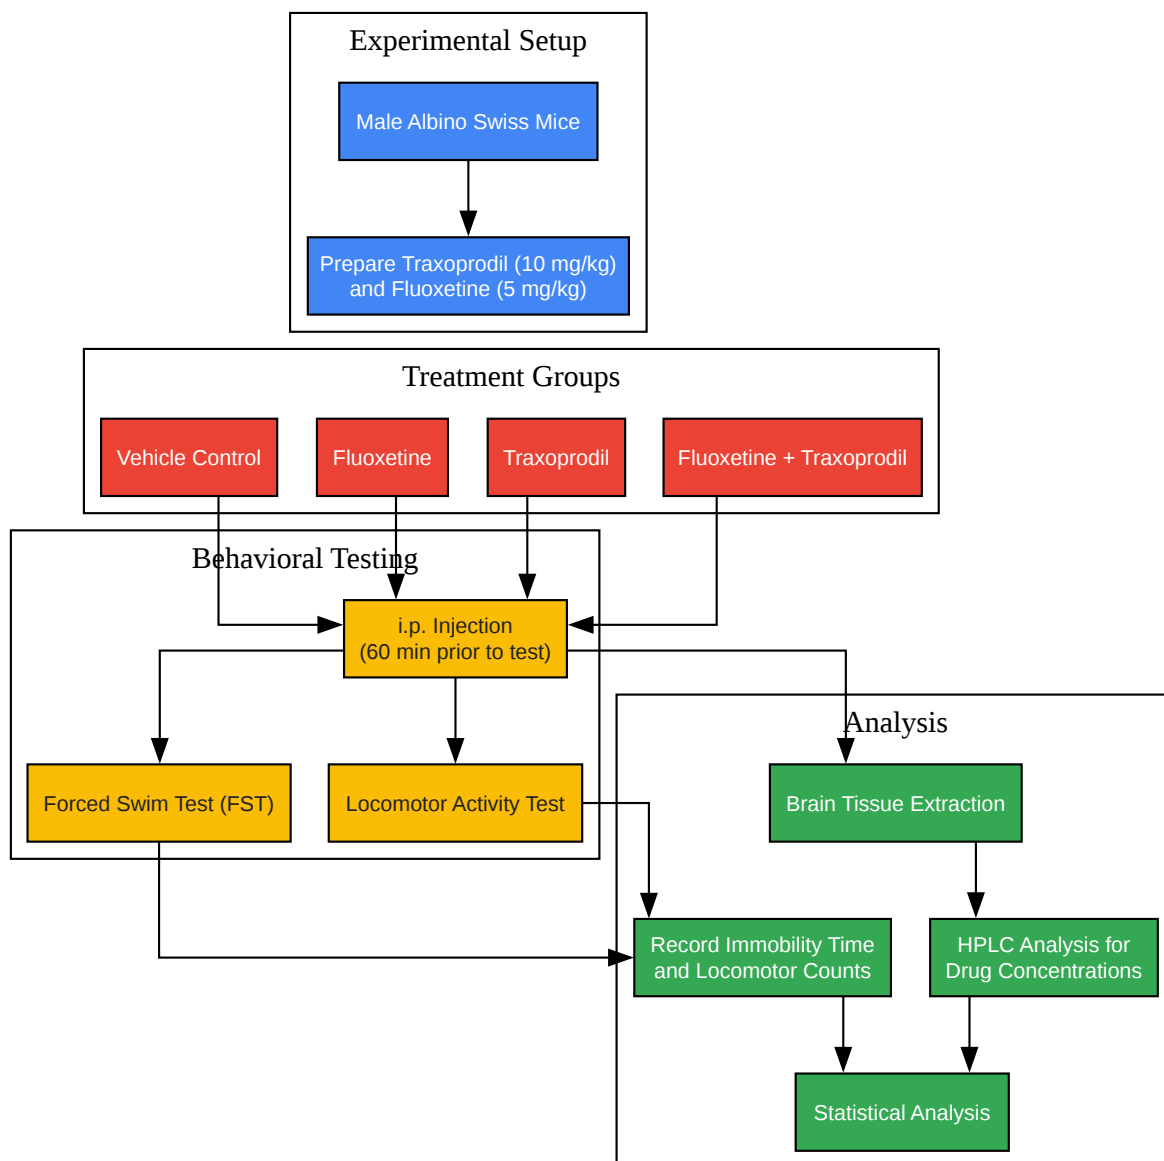 Experimental Setup
Male Albino Swiss Mice
Prepare Traxoprodil (10 mg/kg)
and Fluoxetine (5 mg/kg)
Treatment Groups
Vehicle Control
Fluoxetine
Traxoprodil
Fluoxetine + Traxoprodil
Behavioral Testing
i.p. Injection
(60 min prior to test)
Forced Swim Test (FST)
Locomotor Activity Test
Analysis
Brain Tissue Extraction
Record Immobility Time
and Locomotor Counts
HPLC Analysis for
Drug Concentrations
Statistical Analysis